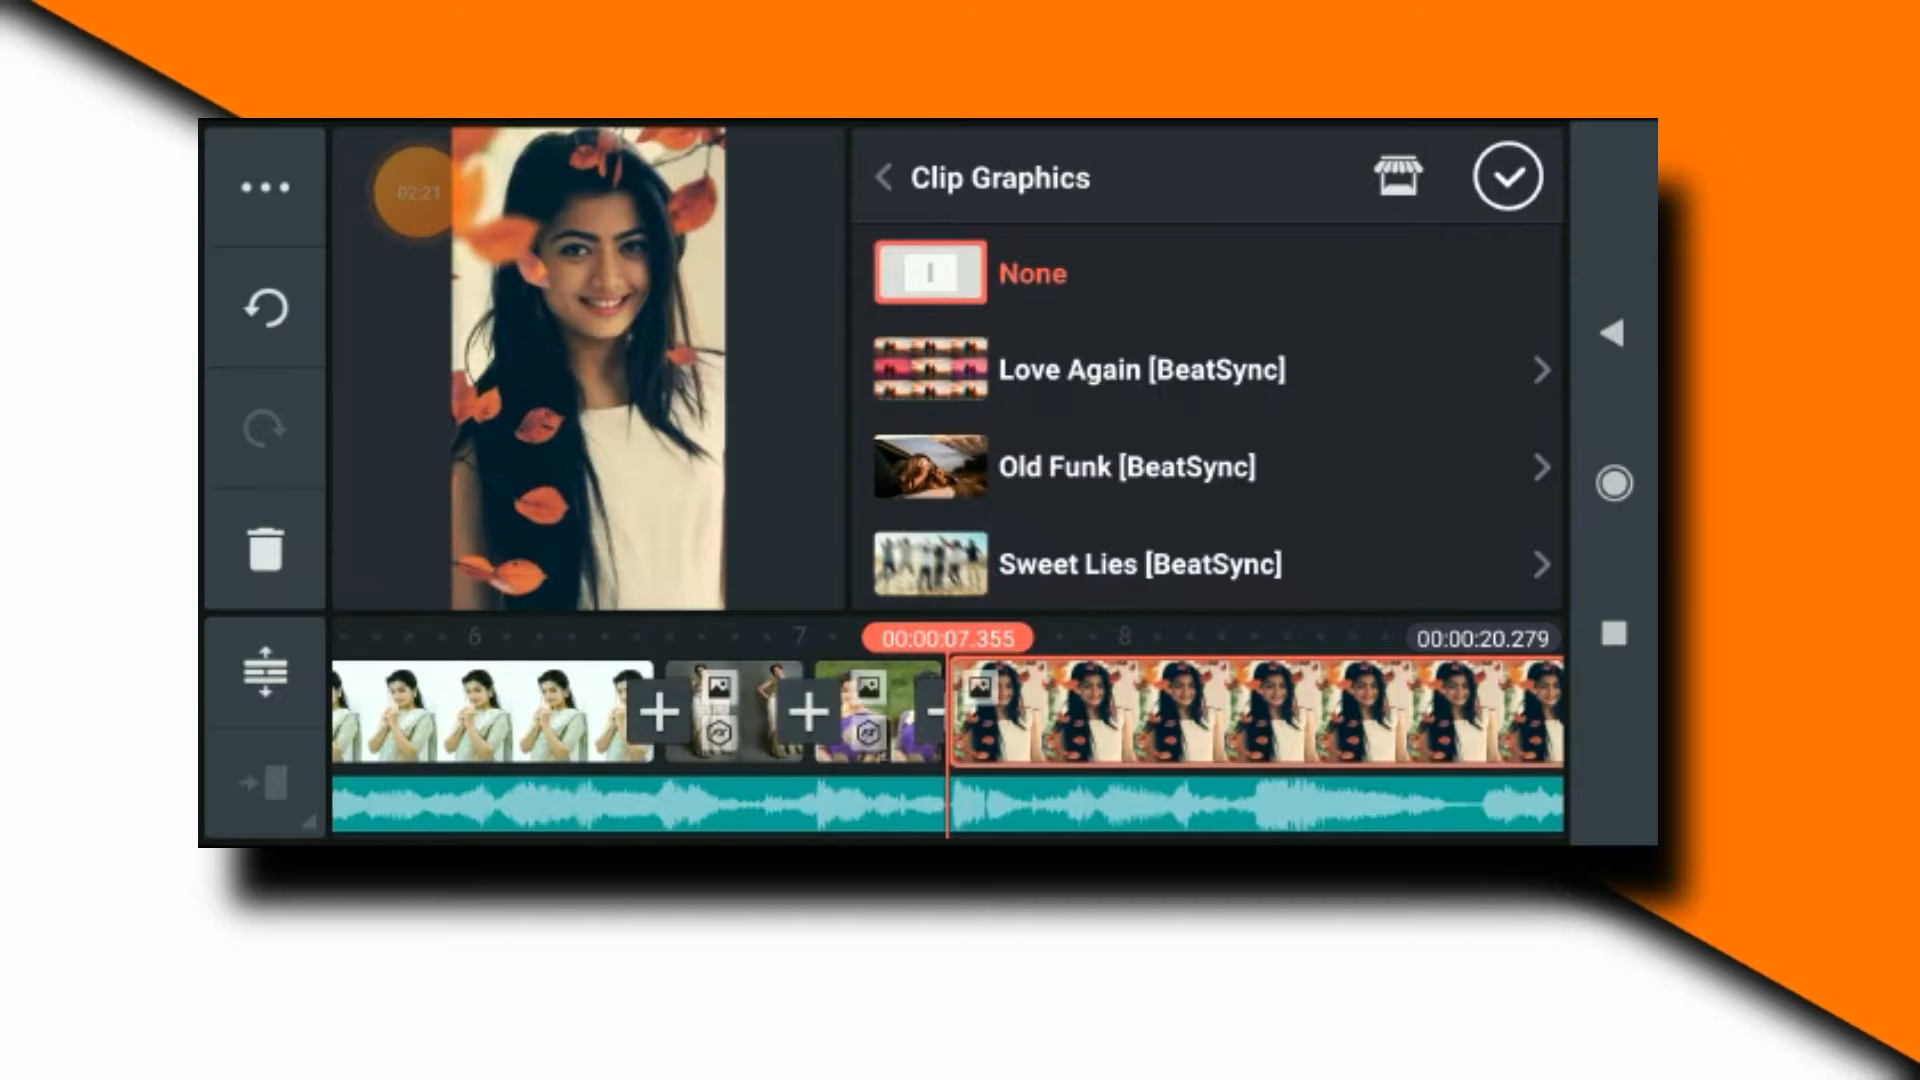 02:21
Clip Graphics
None
Love Again [BeatSync]
Old Funk [BeatSync]
Sweet Lies [BeatSync]
6
7
00:00:07.355
8
00:00:20.279